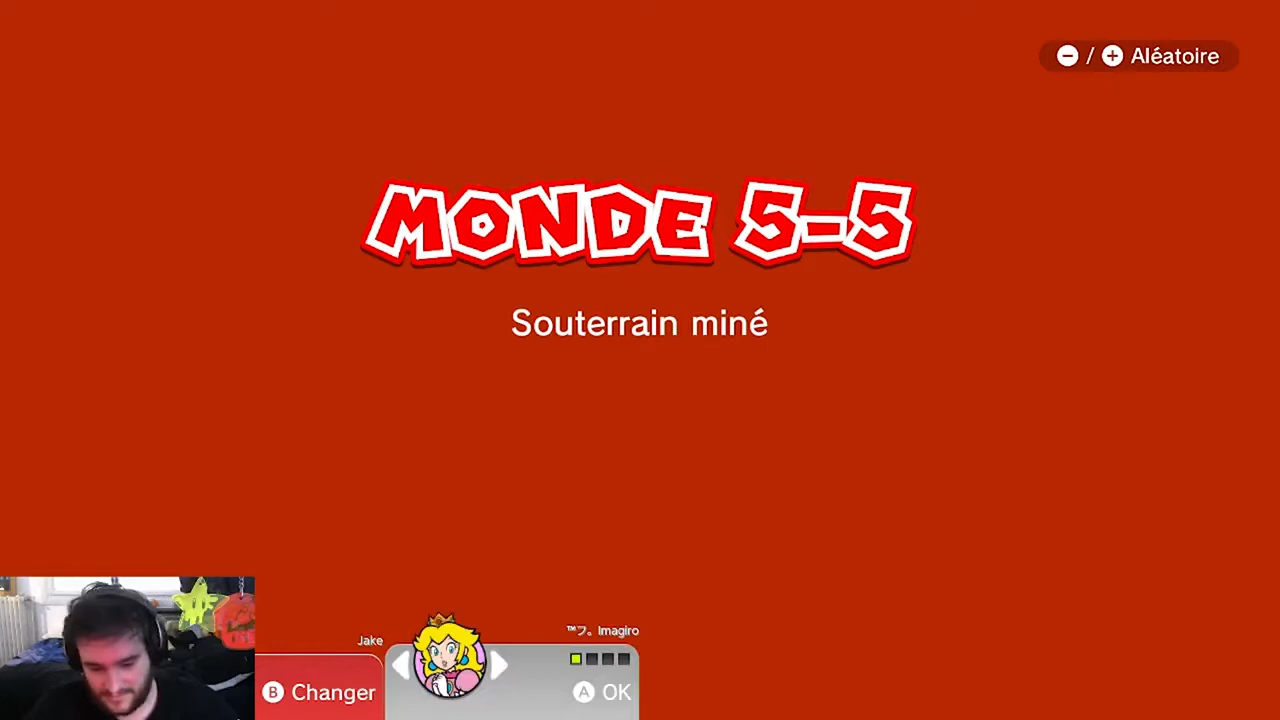 - / + Aléatoire
MONDE 5-5
Souterrain miné
Jake
™フ。Imagiro
B Changer
A OK